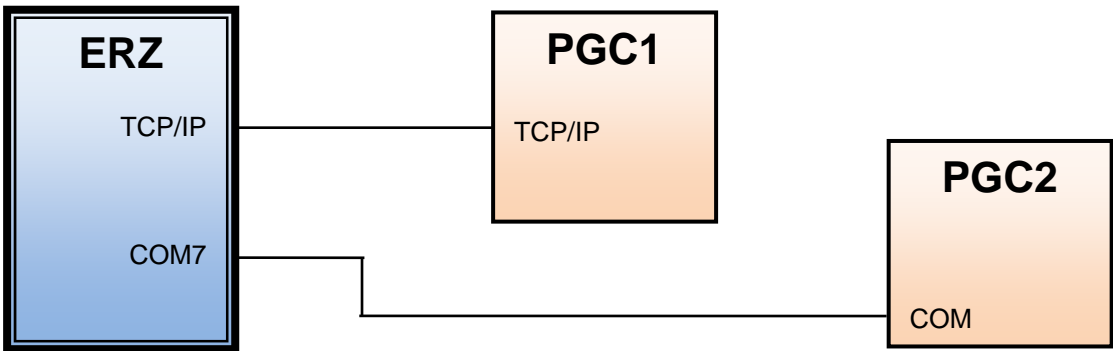 ERZ
TCP/IP
COM7
PGC1
TCP/IP
PGC2
COM